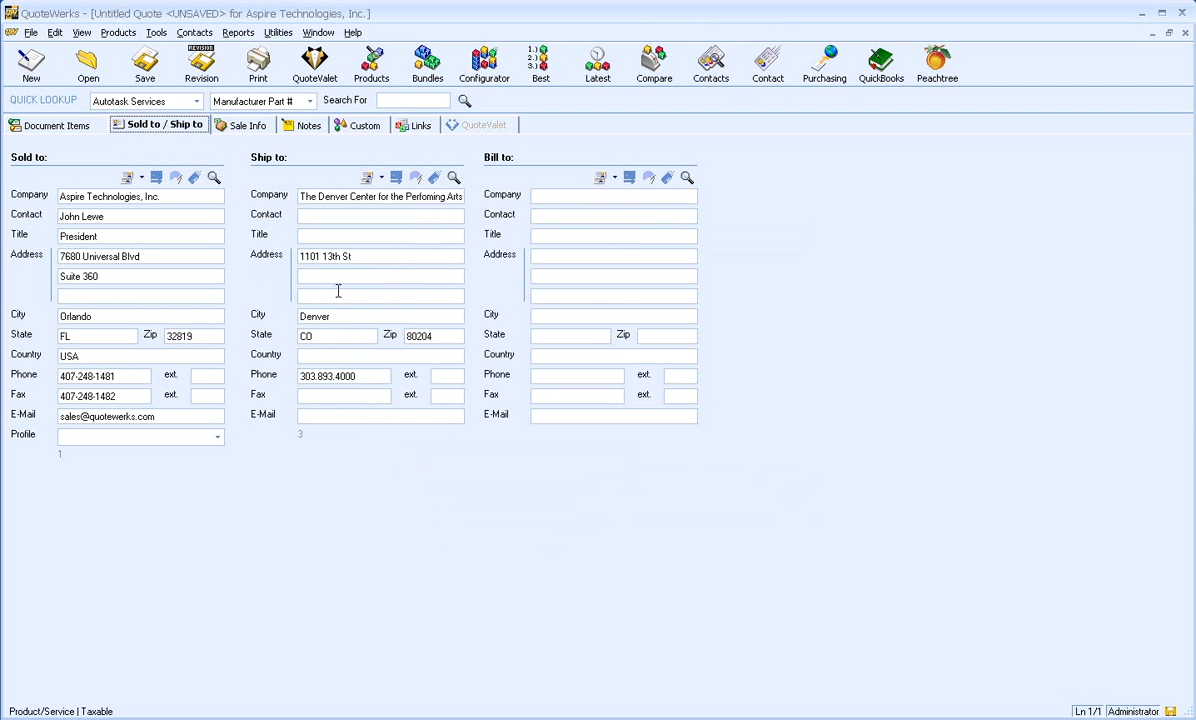 QuoteWerks - [Untitled Quote <UNSAVED> for Aspire Technologies, Inc.]
File Edit View Products Tools Contacts Reports Utilities Window Help
REVISION 1.) 2.) 3.)
New Open Save Revision Print QuoteValet Products Bundles Configurator Best Latest Compare Contacts Contact Purchasing QuickBooks Peachtree
QUICK LOOKUP Autotask Services Manufacturer Part # Search For
Document Items Sold to / Ship to Sale Info Notes Custom Links QuoteValet
Sold to: Ship to: Bill to:
Company Aspire Technologies, Inc. Company The Denver Center for the Perfoming Arts Company
Contact John Lewe Contact Contact
Title President Title Title
Address 7680 Universal Blvd Address 1101 13th St Address
Suite 360
City Orlando City Denver City
State FL Zip 32819 State CO Zip 80204 State Zip
Country USA Country Country
Phone 407-248-1481 ext. Phone 303.893.4000 ext. Phone ext.
Fax 407-248-1482 ext. Fax ext. Fax ext.
E-Mail sales@quotewerks.com E-Mail E-Mail
Profile 3
1
Product/Service | Taxable Ln 1/1 Administrator